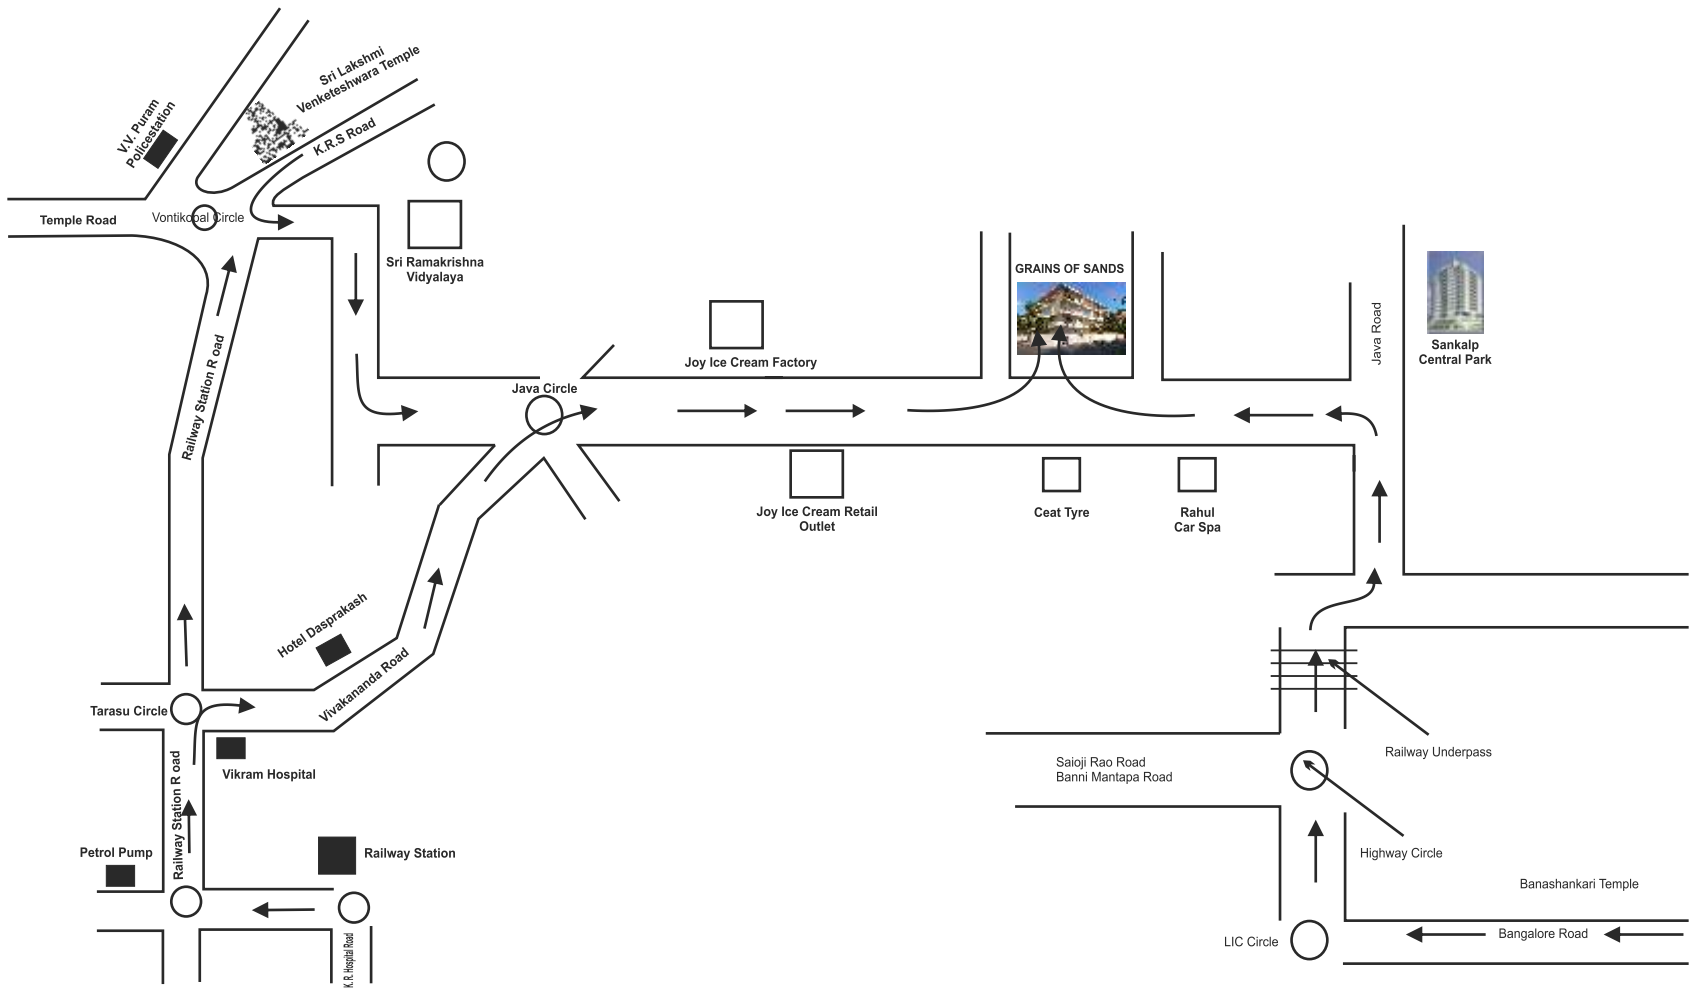 Sri Lakshmi
Venketeshwara Temple
V.V. Puram
Policestation
K.R.S Road
Temple Road
Vontikopal Circle
Sri Ramakrishna
Vidyalaya
GRAINS OF SANDS
Java Road
Sankalp
Central Park
Joy Ice Cream Factory
Java Circle
Railway Station R oad
Joy Ice Cream Retail
Outlet
Ceat Tyre
Rahul
Car Spa
Hotel Dasprakash
Vivakananda Road
Tarasu Circle
Vikram Hospital
Railway Station R oad
Petrol Pump
Railway Station
K. R. Hospital Road
Saioji Rao Road
Banni Mantapa Road
Railway Underpass
Highway Circle
Banashankari Temple
LIC Circle
Bangalore Road